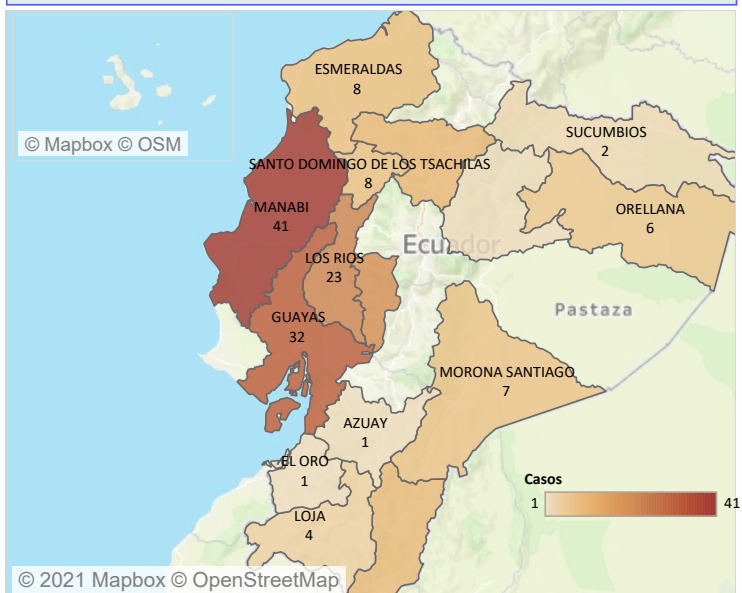 ESMERALDAS
8
© Mapbox © OSM
SUCUMBIOS
2
SANTO DOMINGO DE LOS TSACHILAS
8
MANABI
41
ORELLANA
6
Ecuador
LOS RIOS
23
Pastaza
GUAYAS
32
MORONA SANTIAGO
7
AZUAY
1
EL ORO
1
Casos
1 41
LOJA
4
© 2021 Mapbox © OpenStreetMap